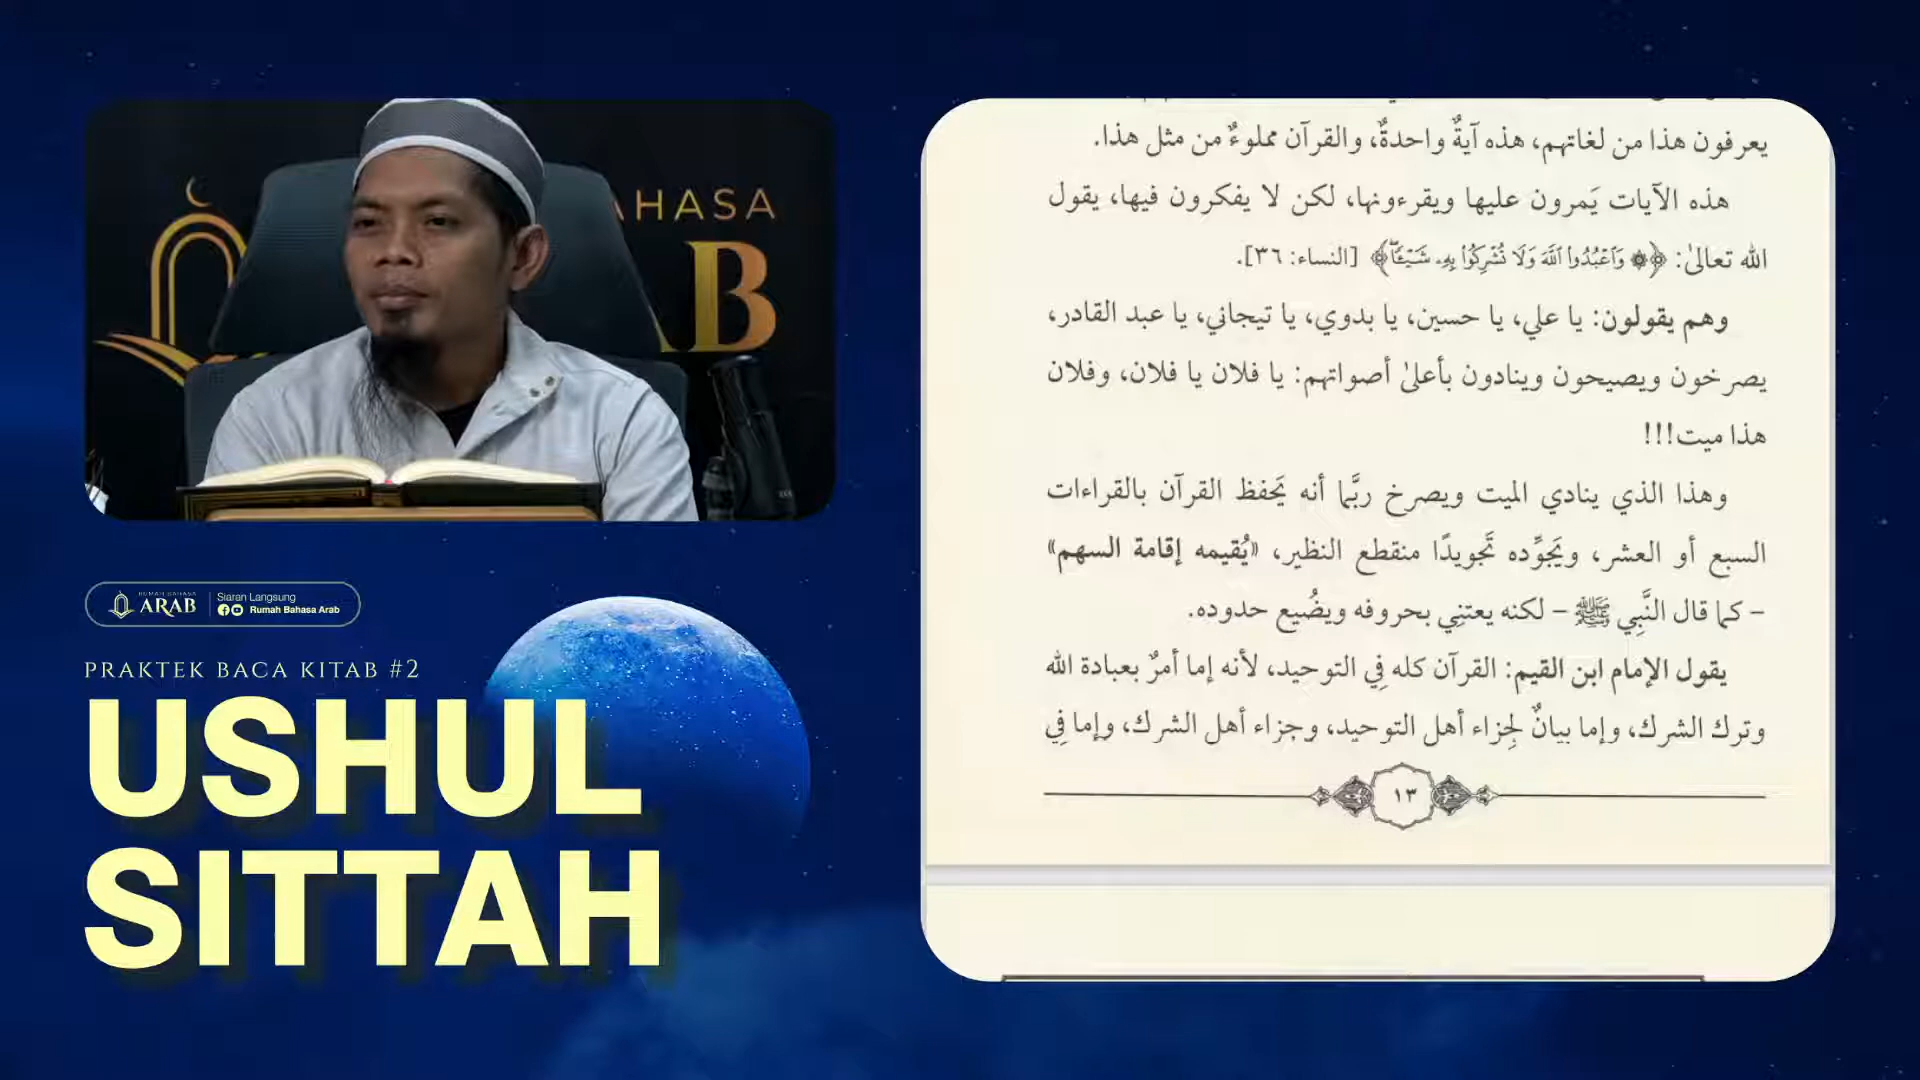 BAHASA
ARAB
RUMAH BAHASA
ARAB
Siaran Langsung
Rumah Bahasa Arab
PRAKTEK BACA KITAB #2
USHUL
SITTAH
يعرفون هذا من لغاتهم، هذه آيةٌ واحدةٌ، والقرآن مملوءٌ من مثل هذا.
هذه الآيات يَمرون عليها ويقرءونها، لكن لا يفكرون فيها، يقول
الله تعالىٰ: ﴿۞ وَٱعۡبُدُواْ ٱللَّهَ وَلَا تُشۡرِكُواْ بِهِۦ شَيۡـٔٗاۖ﴾ [النساء: ٣٦].
وهم يقولون: يا علي، يا حسين، يا بدوي، يا تيجاني، يا عبد القادر،
يصرخون ويصيحون وينادون بأعلىٰ أصواتهم: يا فلان يا فلان، وفلان
هذا ميت!!!
وهذا الذي ينادي الميت ويصرخ ربَّما أنه يَحفظ القرآن بالقراءات
السبع أو العشر، ويَجوِّده تَجويدًا منقطع النظير، «يُقيمه إقامة السهم»
- كما قال النَّبِي ﷺ - لكنه يعتنِي بحروفه ويضُيع حدوده.
يقول الإمام ابن القيم: القرآن كله فِي التوحيد، لأنه إما أمرٌ بعبادة الله
وترك الشرك، وإما بيانٌ لِجزاء أهل التوحيد، وجزاء أهل الشرك، وإما فِي
١٣